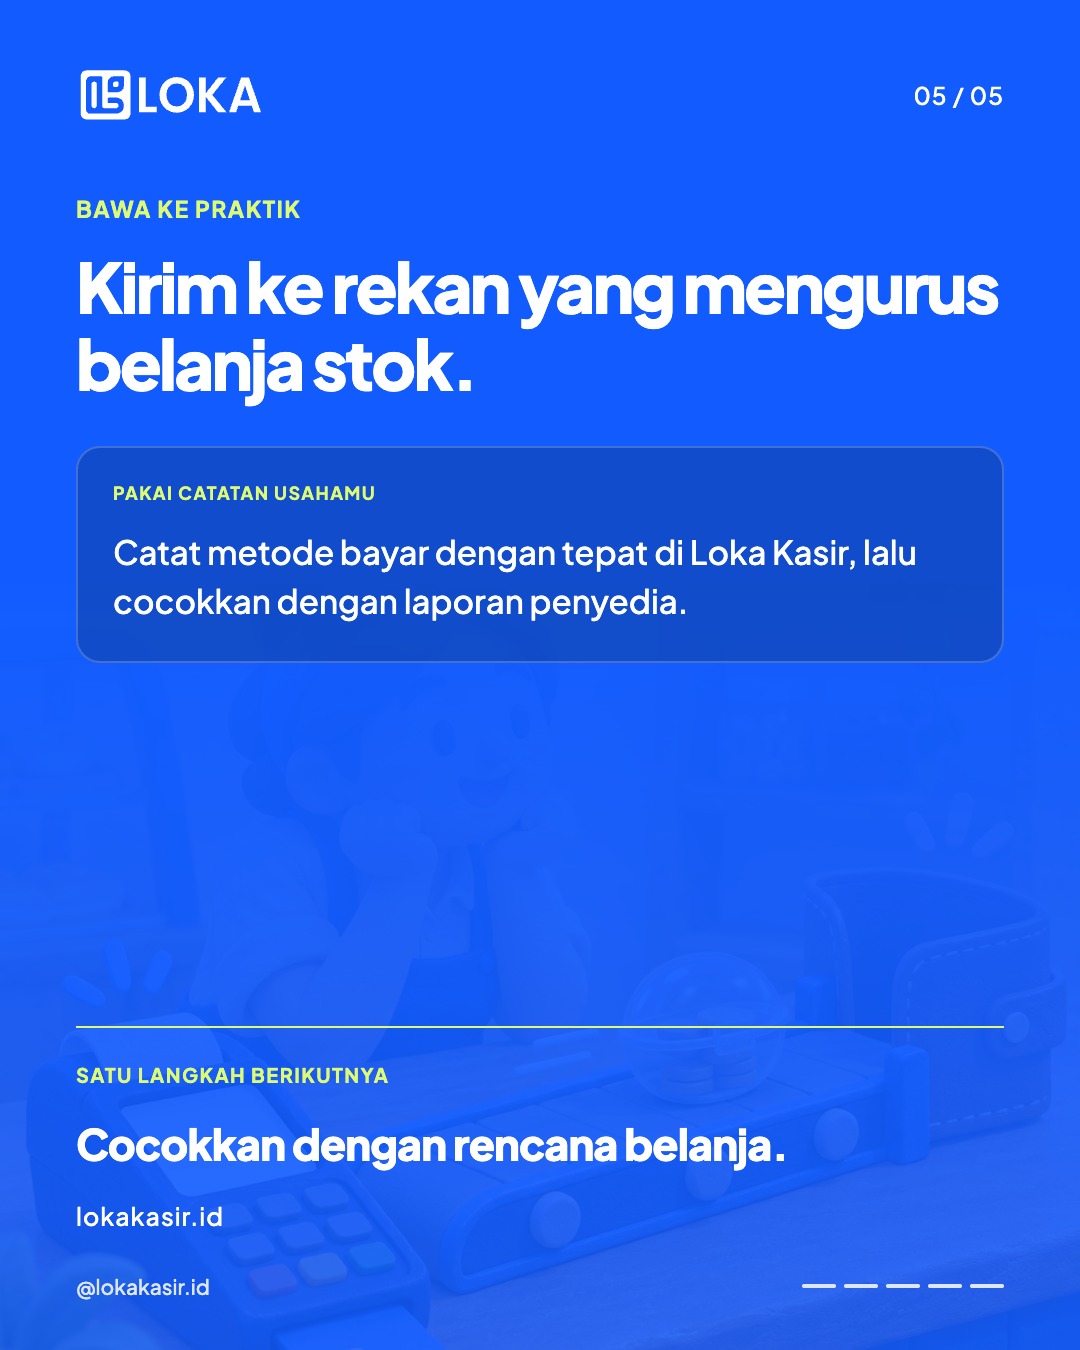 LOKA
05 / 05
BAWA KE PRAKTIK
Kirim ke rekan yang mengurus
belanja stok.
PAKAI CATATAN USAHAMU
Catat metode bayar dengan tepat di Loka Kasir, lalu
cocokkan dengan laporan penyedia.
SATU LANGKAH BERIKUTNYA
Cocokkan dengan rencana belanja.
lokakasir.id
@lokakasir.id